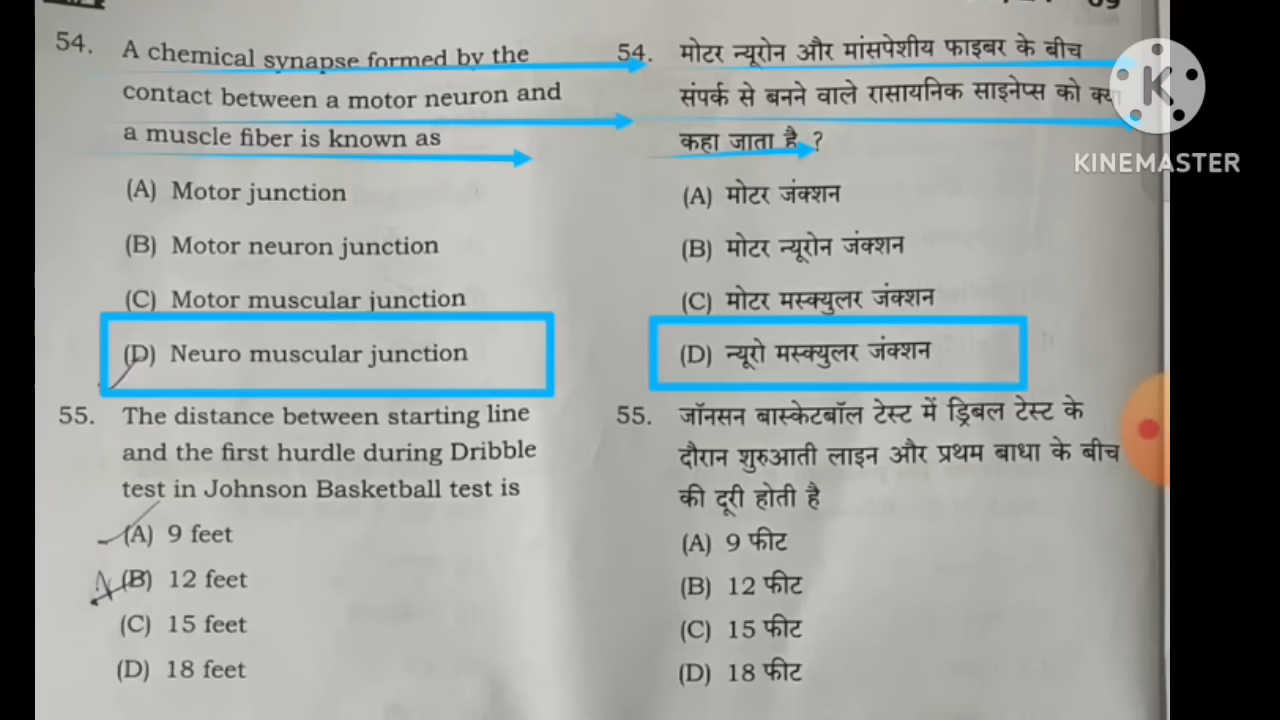 54. A chemical synapse formed by the
contact between a motor neuron and
a muscle fiber is known as
(A) Motor junction
(B) Motor neuron junction
(C) Motor muscular junction
(D) Neuro muscular junction
55. The distance between starting line
and the first hurdle during Dribble
test in Johnson Basketball test is
(A) 9 feet
(B) 12 feet
(C) 15 feet
(D) 18 feet
54. मोटर न्यूरोन और मांसपेशीय फाइबर के बीच
संपर्क से बनने वाले रासायनिक साइनेप्स को क्या
कहा जाता है ?
(A) मोटर जंक्शन
(B) मोटर न्यूरोन जंक्शन
(C) मोटर मस्क्युलर जंक्शन
(D) न्यूरो मस्क्युलर जंक्शन
55. जॉनसन बास्केटबॉल टेस्ट में ड्रिबल टेस्ट के
दौरान शुरुआती लाइन और प्रथम बाधा के बीच
की दूरी होती है
(A) 9 फीट
(B) 12 फीट
(C) 15 फीट
(D) 18 फीट
K
KINEMASTER